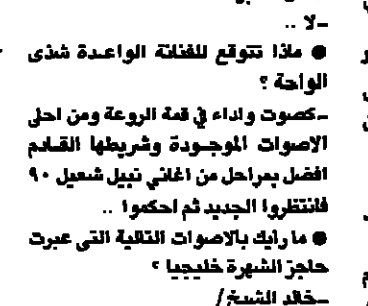 -لا ..
● ماذا تتوقع للفنانة الواعدة شذى
الواحة ؟
-كصوت واداء في قمة الروعة ومن احلى
الاصوات الموجودة وشريطها القادم
افضل بمراحل من اغاني نبيل شعيل ٩٠
فانتظروا الجديد ثم احكموا ..
● ما رايك بالاصوات التالية التي عبرت
حاجز الشهرة خليجيا ؟
-خالد الشيخ/